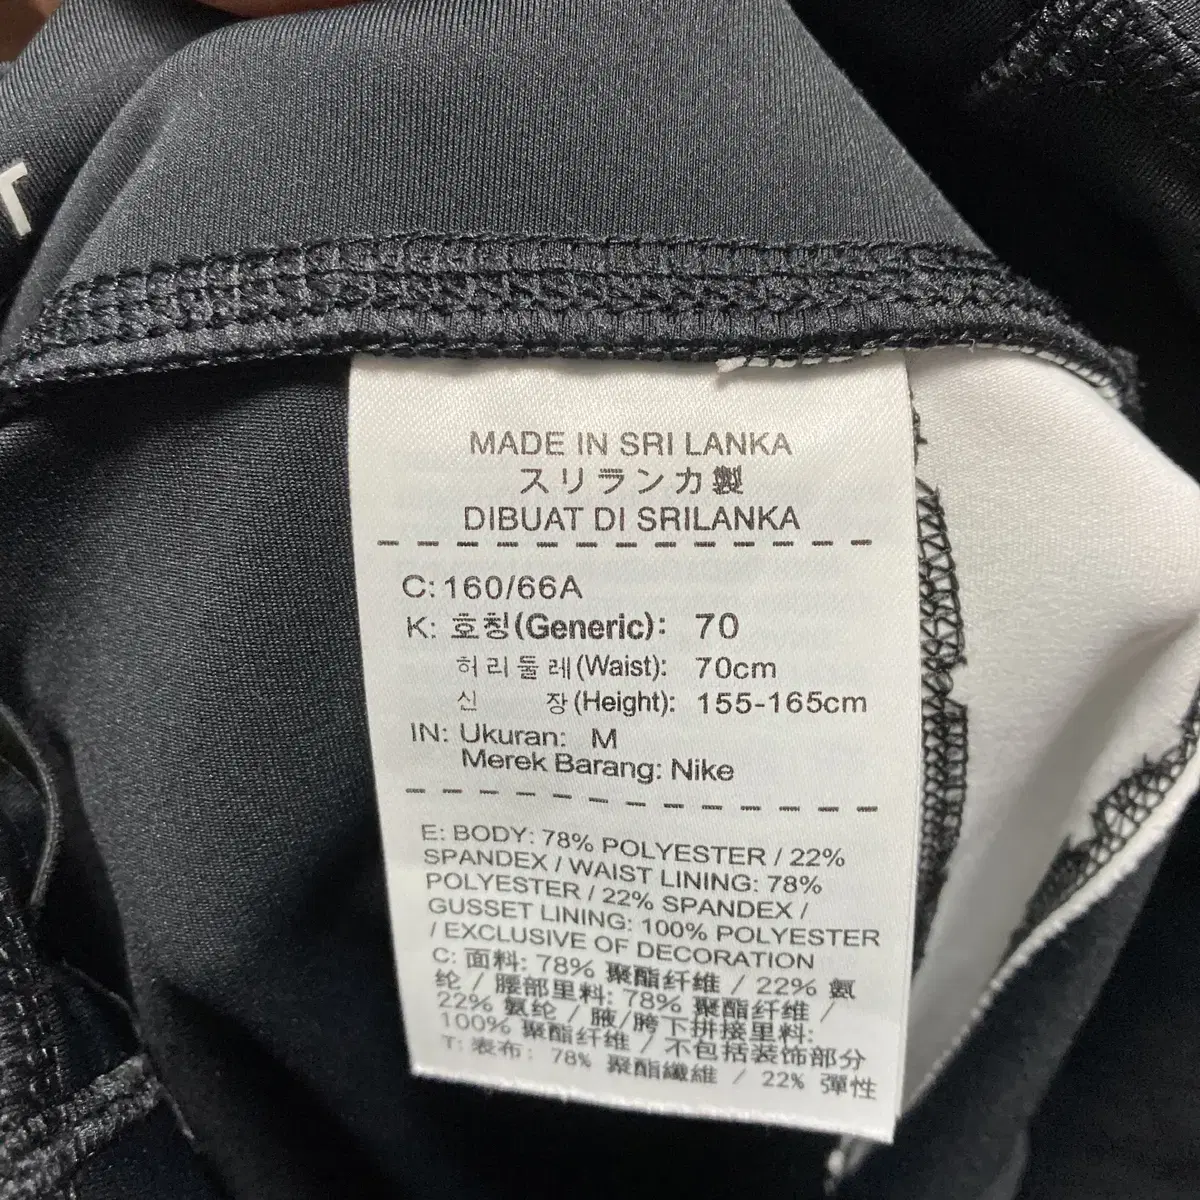 T
MADE IN SRI LANKA
スリランカ製
DIBUAT DI SRILANKA
C: 160/66A
K: 호칭(Generic): 70
허리둘레(Waist): 70cm
신 장(Height): 155-165cm
IN: Ukuran: M
Merek Barang: Nike
E: BODY: 78% POLYESTER / 22%
SPANDEX / WAIST LINING: 78%
POLYESTER / 22% SPANDEX /
GUSSET LINING: 100% POLYESTER
/ EXCLUSIVE OF DECORATION
C: 面料: 78% 聚酯纤维 / 22% 氨
纶 / 腰部里料: 78% 聚酯纤维 /
22% 氨纶 / 腋/胯下拼接里料:
100% 聚酯纤维 / 不包括装饰部分
T: 表布: 78% 聚酯纖維 / 22% 彈性